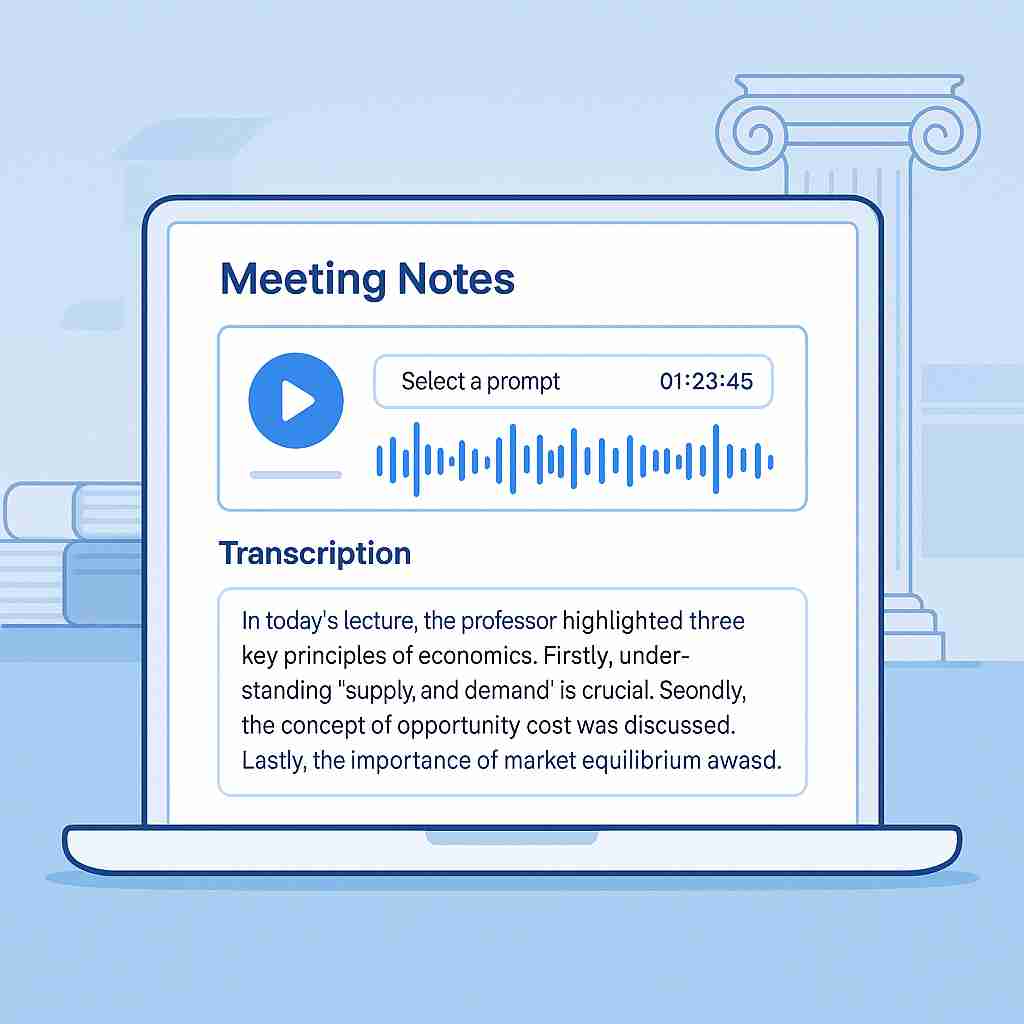 Meeting Notes
Select a prompt 01:23:45
Transcription
In today's lecture, the professor highlighted three
key principles of economics. Firstly, under-
standing "supply, and demand' is crucial. Seondly,
the concept of opportunity cost was discussed.
Lastly, the importance of market equilibrium awasd.